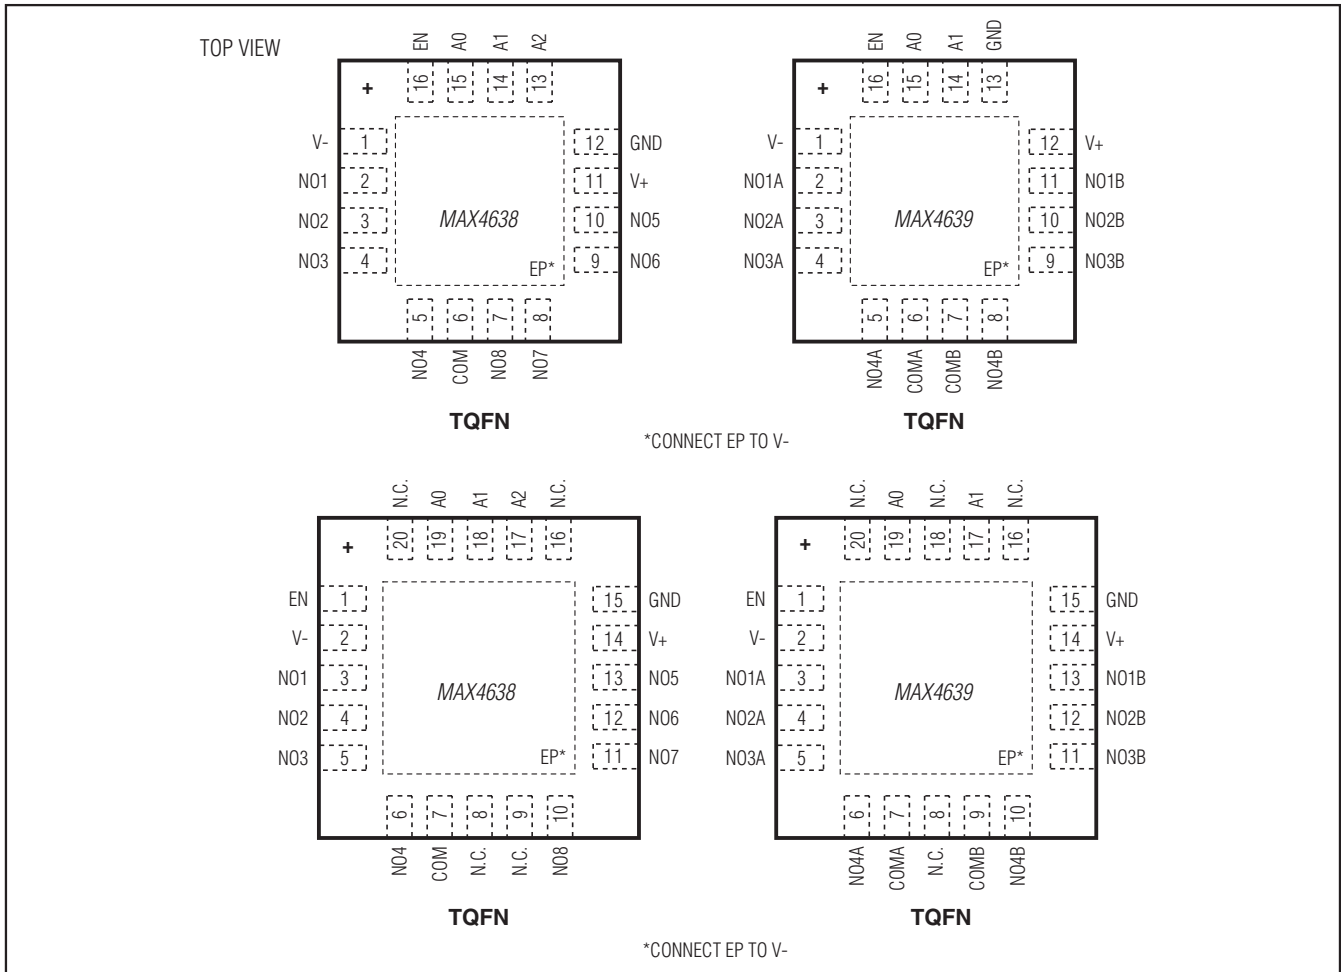 TOP VIEW
EN A0 A1 A2
16 15 14 13
+
V- 1 12 GND
NO1 2 11 V+
NO2 3 MAX4638 10 NO5
NO3 4 9 NO6
EP*
5 6 7 8
NO4 COM NO8 NO7
TQFN
EN A0 A1 GND
16 15 14 13
+
V- 1 12 V+
NO1A 2 11 NO1B
NO2A 3 MAX4639 10 NO2B
NO3A 4 9 NO3B
EP*
5 6 7 8
NO4A COMA COMB NO4B
TQFN
*CONNECT EP TO V-
N.C. A0 A1 A2 N.C.
20 19 18 17 16
+
EN 1 15 GND
V- 2 14 V+
NO1 3 13 NO5
MAX4638
NO2 4 12 NO6
NO3 5 11 NO7
EP*
6 7 8 9 10
NO4 COM N.C. N.C. NO8
TQFN
N.C. A0 N.C. A1 N.C.
20 19 18 17 16
+
EN 1 15 GND
V- 2 14 V+
NO1A 3 13 NO1B
MAX4639
NO2A 4 12 NO2B
NO3A 5 11 NO3B
EP*
6 7 8 9 10
NO4A COMA N.C. COMB NO4B
TQFN
*CONNECT EP TO V-